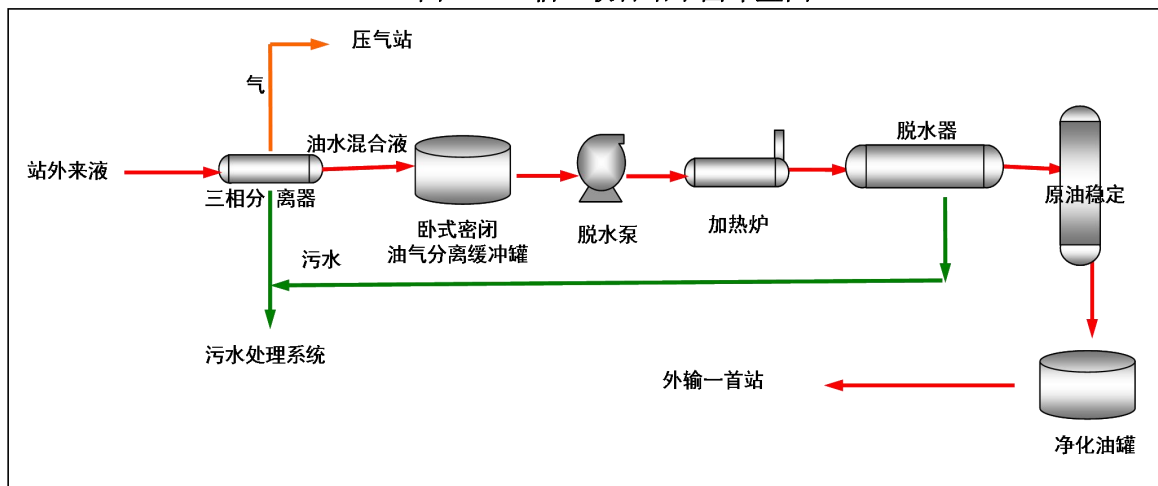 压气站
气
油水混合液
脱水器
站外来液
三相分离器
原油稳定
卧式密闭
油气分离缓冲罐
脱水泵
加热炉
污水
污水处理系统
外输一首站
净化油罐